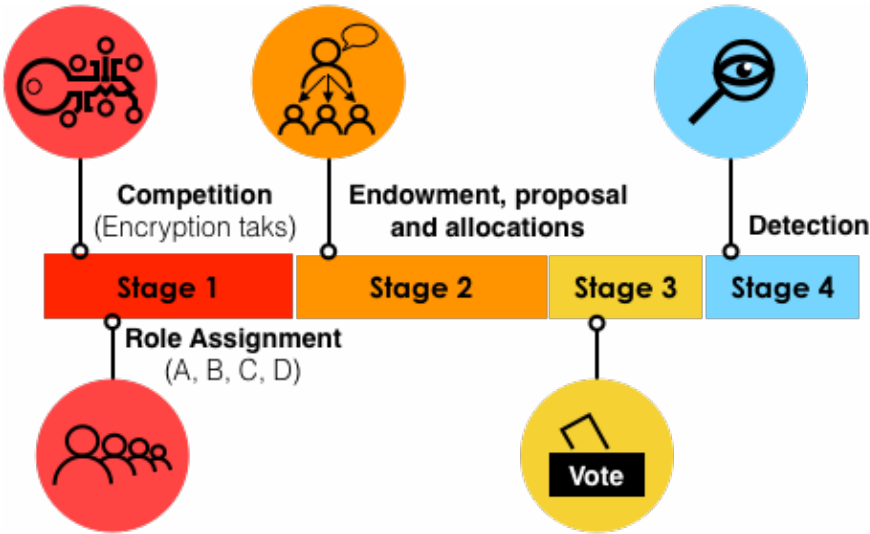 Competition
(Encryption taks)
Endowment, proposal
and allocations
Detection
Stage 1
Stage 2
Stage 3
Stage 4
Role Assignment
(A, B, C, D)
Vote